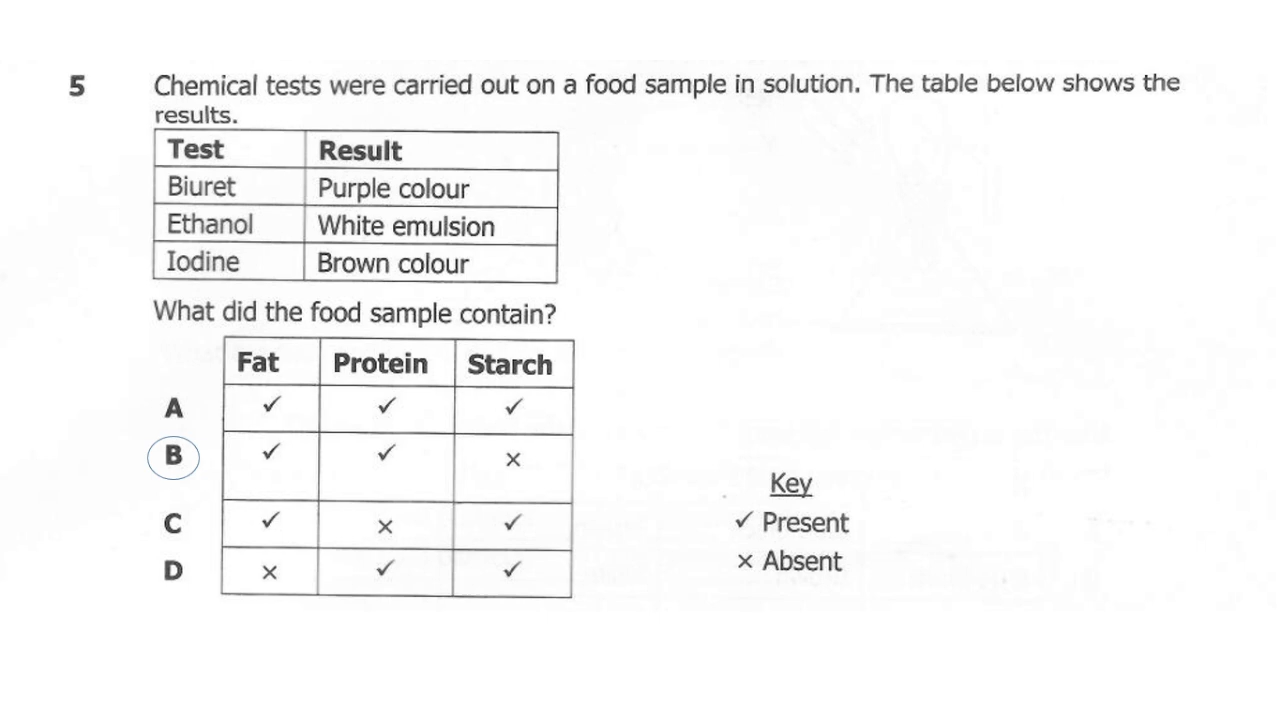 5 Chemical tests were carried out on a food sample in solution. The table below shows the
results.
Test Result
Biuret Purple colour
Ethanol White emulsion
Iodine Brown colour
What did the food sample contain?
Fat Protein Starch
A ✓ ✓ ✓
B ✓ ✓ ×
C ✓ × ✓
D × ✓ ✓
Key
✓ Present
× Absent